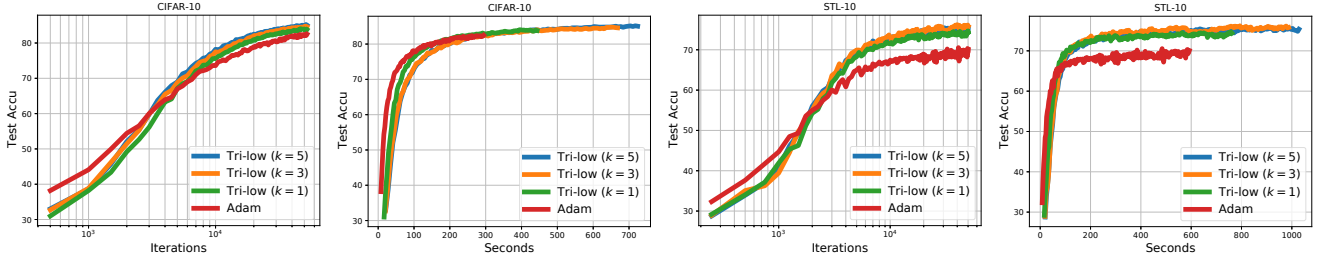 CIFAR-10
Test Accu
80
70
60
50
40
30
10³
10⁴
Iterations
Tri-low (k = 5)
Tri-low (k = 3)
Tri-low (k = 1)
Adam
CIFAR-10
Test Accu
90
80
70
60
50
40
30
0
100
200
300
400
500
600
700
Seconds
Tri-low (k = 5)
Tri-low (k = 3)
Tri-low (k = 1)
Adam
STL-10
Test Accu
70
60
50
40
30
10³
10⁴
Iterations
Tri-low (k = 5)
Tri-low (k = 3)
Tri-low (k = 1)
Adam
STL-10
Test Accu
70
60
50
40
30
0
200
400
600
800
1000
Seconds
Tri-low (k = 5)
Tri-low (k = 3)
Tri-low (k = 1)
Adam